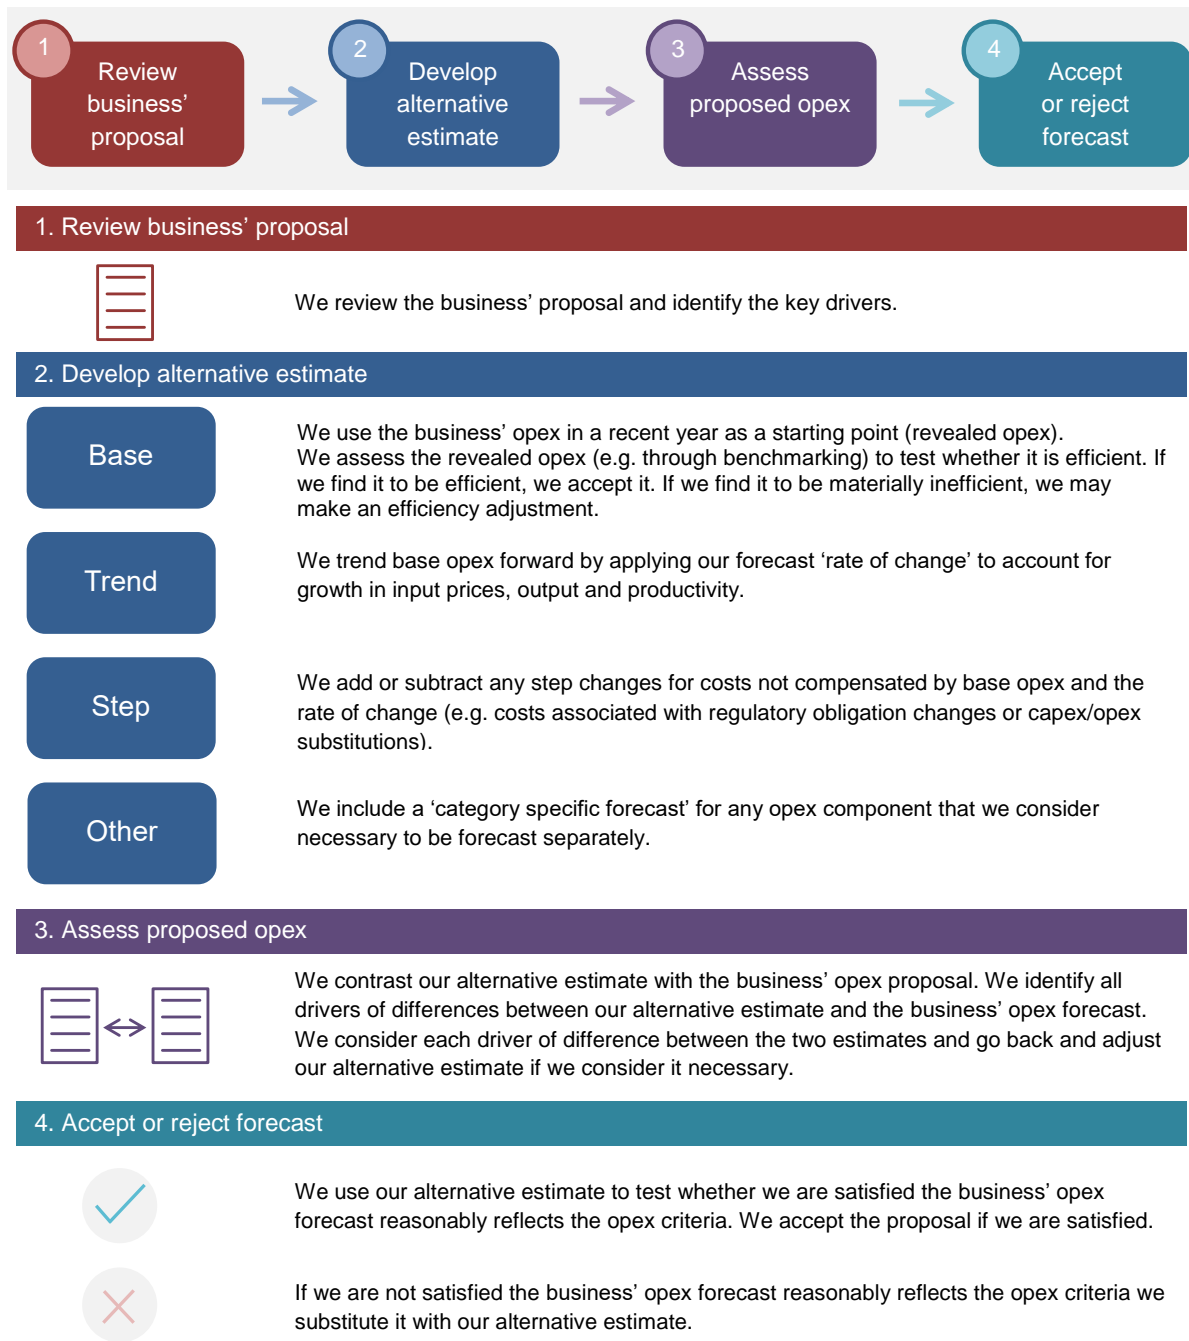 1
Review
business’
proposal
2
Develop
alternative
estimate
3
Assess
proposed opex
4
Accept
or reject
forecast
1. Review business’ proposal
We review the business’ proposal and identify the key drivers.
2. Develop alternative estimate
Base
We use the business’ opex in a recent year as a starting point (revealed opex).
We assess the revealed opex (e.g. through benchmarking) to test whether it is efficient. If
we find it to be efficient, we accept it. If we find it to be materially inefficient, we may
make an efficiency adjustment.
Trend
We trend base opex forward by applying our forecast ‘rate of change’ to account for
growth in input prices, output and productivity.
Step
We add or subtract any step changes for costs not compensated by base opex and the
rate of change (e.g. costs associated with regulatory obligation changes or capex/opex
substitutions).
Other
We include a ‘category specific forecast’ for any opex component that we consider
necessary to be forecast separately.
3. Assess proposed opex
We contrast our alternative estimate with the business’ opex proposal. We identify all
drivers of differences between our alternative estimate and the business’ opex forecast.
We consider each driver of difference between the two estimates and go back and adjust
our alternative estimate if we consider it necessary.
4. Accept or reject forecast
We use our alternative estimate to test whether we are satisfied the business’ opex
forecast reasonably reflects the opex criteria. We accept the proposal if we are satisfied.
If we are not satisfied the business’ opex forecast reasonably reflects the opex criteria we
substitute it with our alternative estimate.